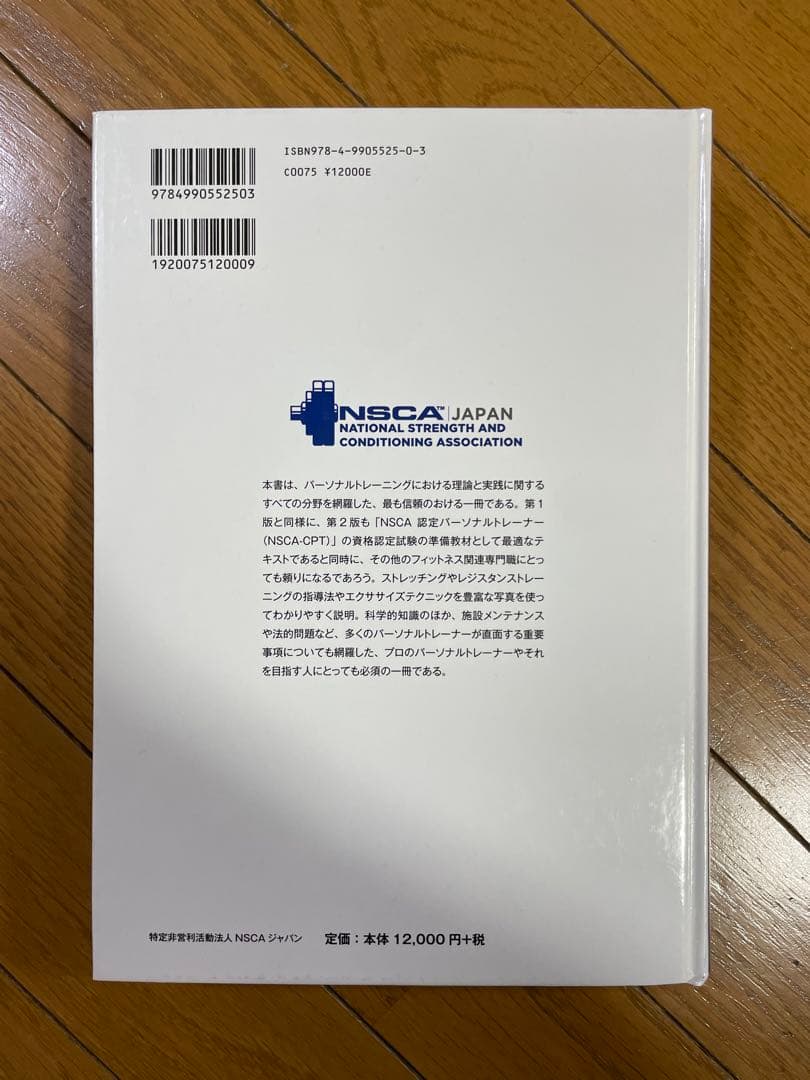 ISBN978-4-9905525-0-3
C0075 ¥12000E
9784990552503
1920075120009
NSCA™ JAPAN
NATIONAL STRENGTH AND
CONDITIONING ASSOCIATION
本書は、パーソナルトレーニングにおける理論と実践に関する
すべての分野を網羅した、最も信頼のおける一冊である。第1
版と同様に、第2版も「NSCA 認定パーソナルトレーナー
(NSCA-CPT)」の資格認定試験の準備教材として最適なテ
キストであると同時に、その他のフィットネス関連専門職にとっ
ても頼りになるであろう。ストレッチングやレジスタンストレー
ニングの指導法やエクササイズテクニックを豊富な写真を使っ
てわかりやすく説明。科学的知識のほか、施設メンテナンス
や法的問題など、多くのパーソナルトレーナーが直面する重要
事項についても網羅した、プロのパーソナルトレーナーやそれ
を目指す人にとっても必須の一冊である。
特定非営利活動法人 NSCA ジャパン
定価：本体 12,000円+税